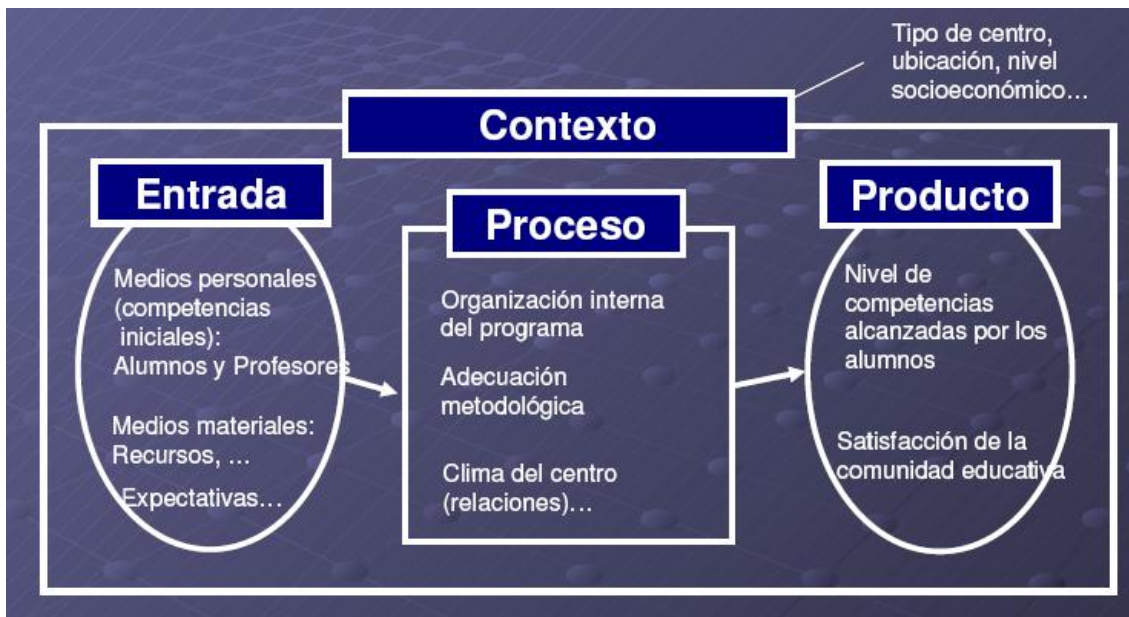 Tipo de centro,
ubicación, nivel
socioeconómico...
Contexto
Entrada
Medios personales
(competencias
iniciales):
Alumnos y Profesores
Medios materiales:
Recursos, ...
Expectativas...
Proceso
Organización interna
del programa
Adecuación
metodológica
Clima del centro
(relaciones)...
Producto
Nivel de
competencias
alcanzadas por los
alumnos
Satisfacción de la
comunidad educativa